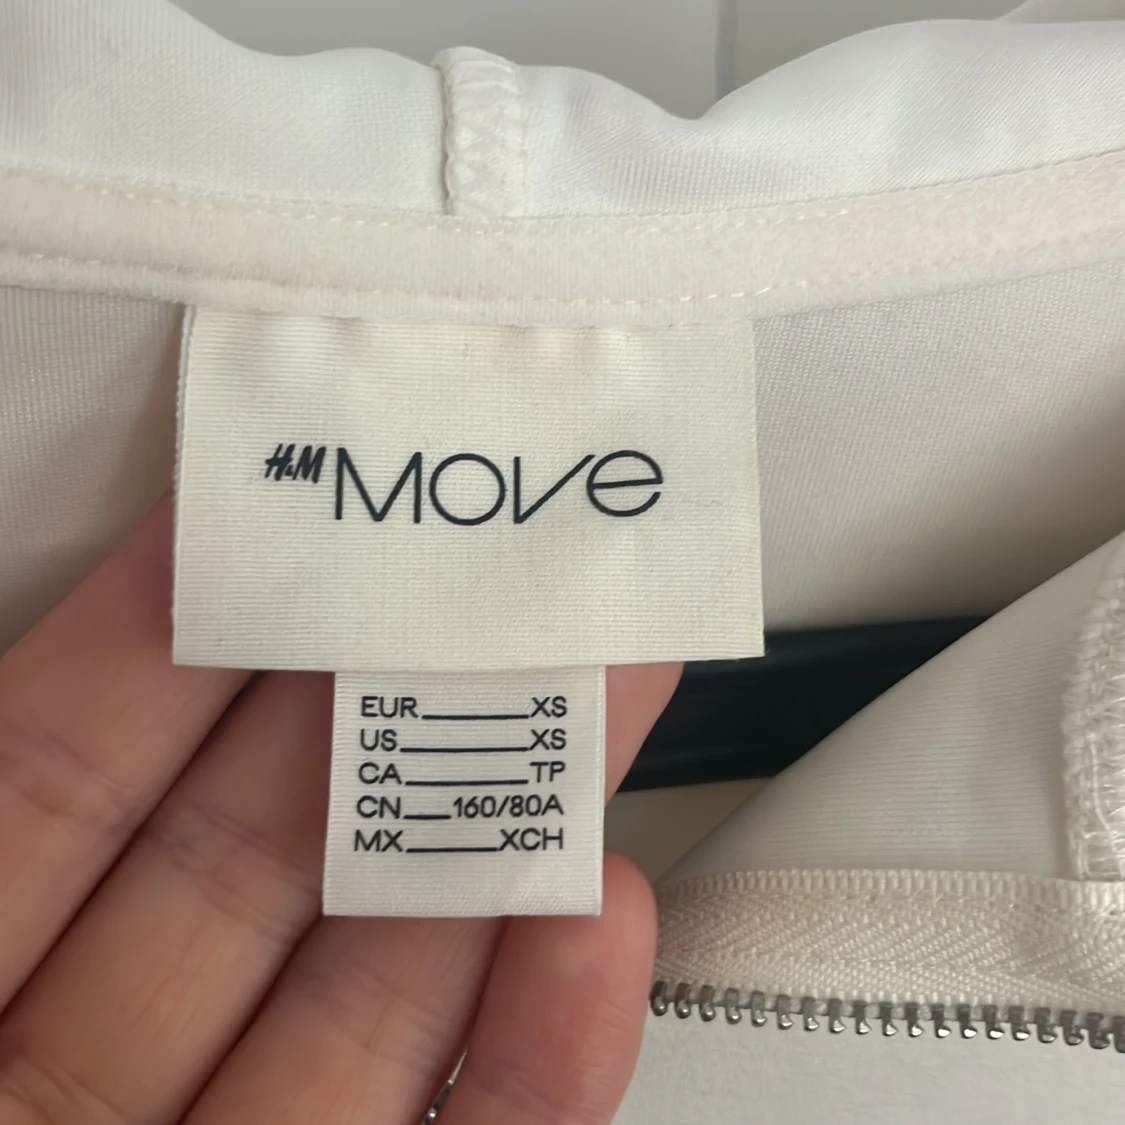 H&M MOVE
EUR XS
US XS
CA TP
CN 160/80A
MX XCH